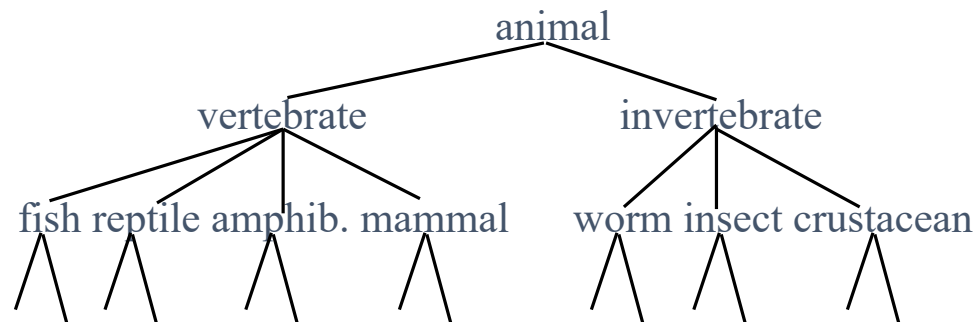 animal
vertebrate invertebrate
fish reptile amphib. mammal worm insect crustacean